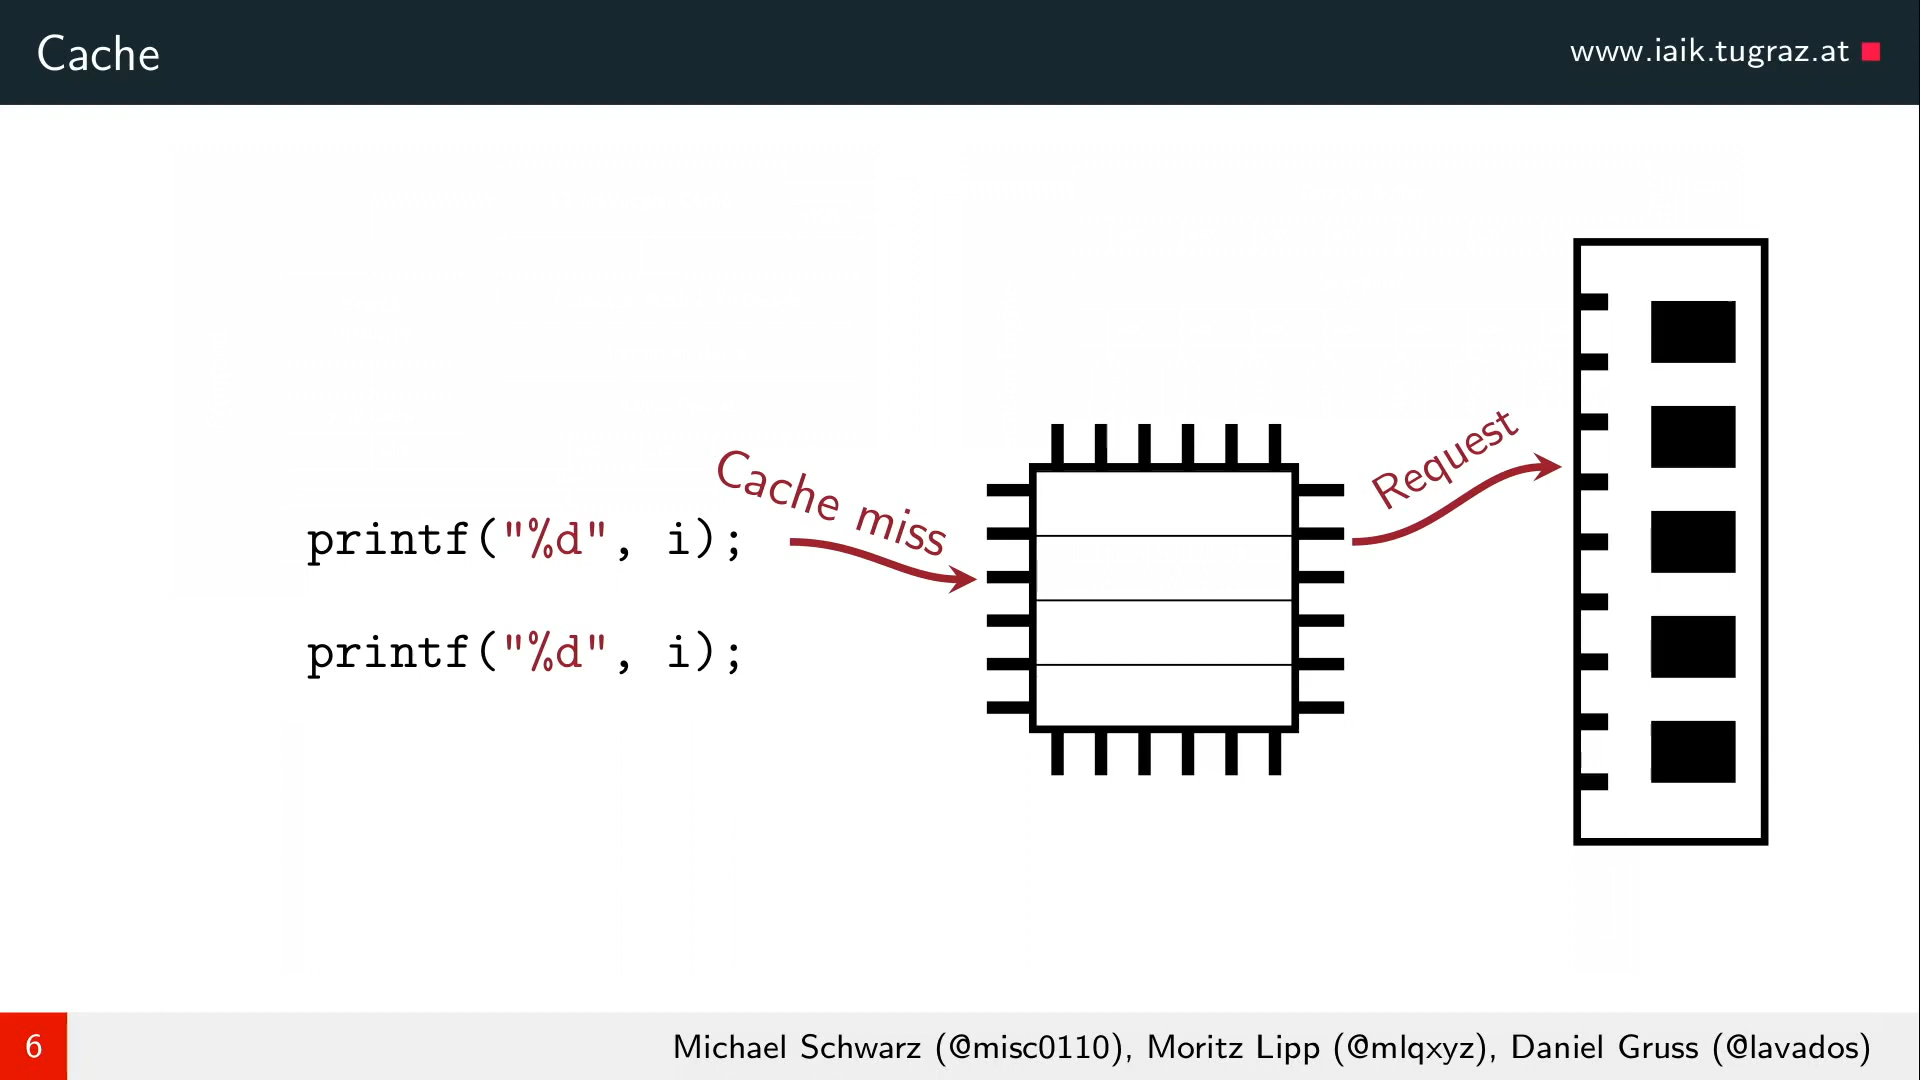 Cache
www.iaik.tugraz.at
Cache miss
Request
printf("%d", i);
printf("%d", i);
6
Michael Schwarz (@misc0110), Moritz Lipp (@mlqxyz), Daniel Gruss (@lavados)